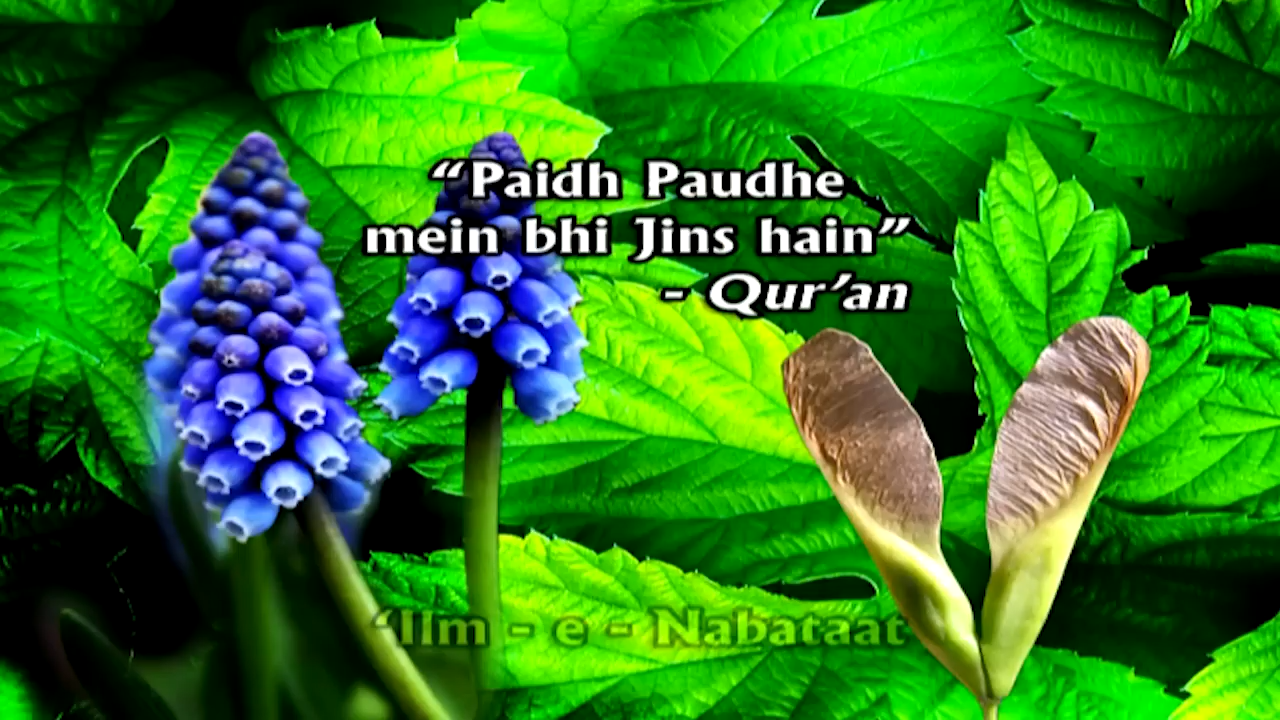 “Paidh Paudhe
mein bhi Jins hain”
- Qur’an
‘Ilm - e - Nabataat